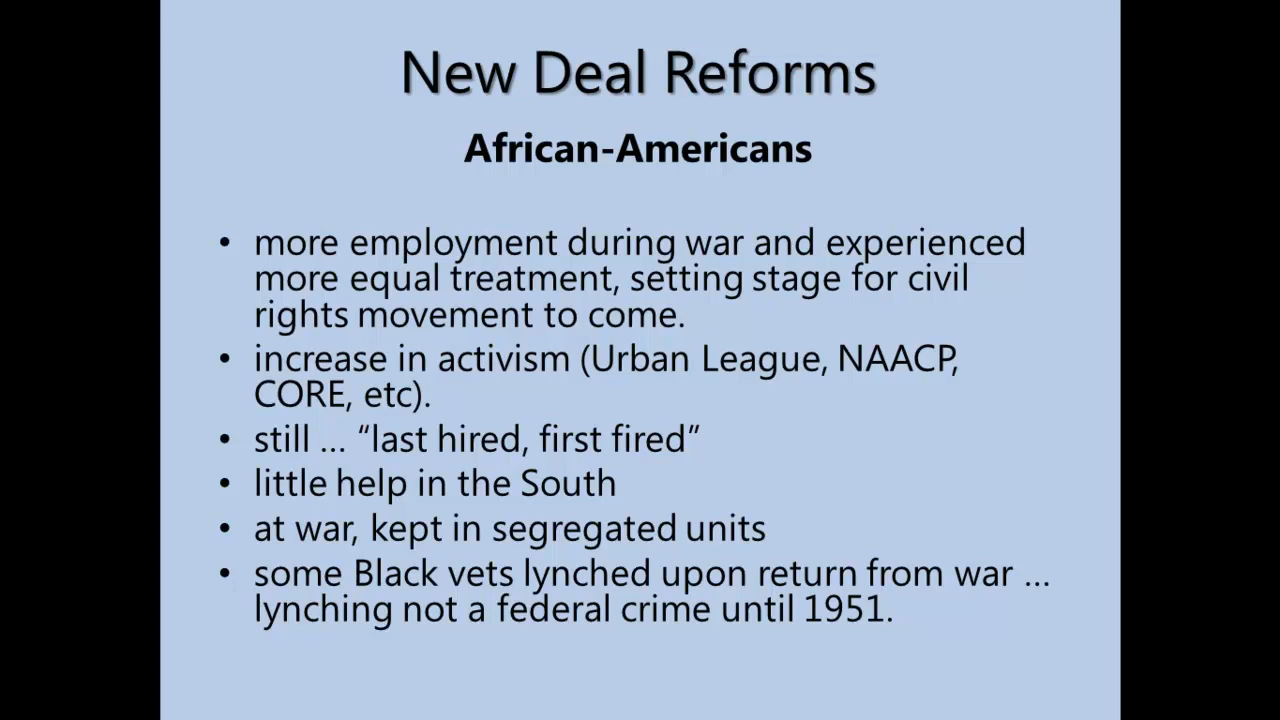 New Deal Reforms
African-Americans
• more employment during war and experienced
more equal treatment, setting stage for civil
rights movement to come.
• increase in activism (Urban League, NAACP,
CORE, etc).
• still … “last hired, first fired”
• little help in the South
• at war, kept in segregated units
• some Black vets lynched upon return from war …
lynching not a federal crime until 1951.